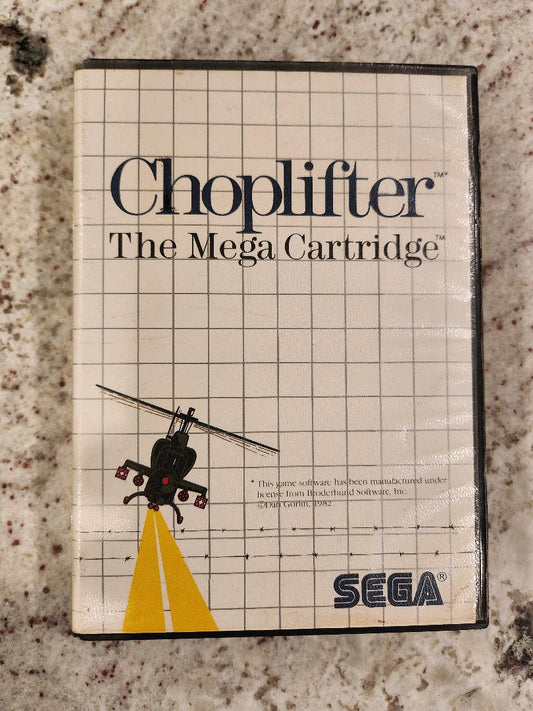 Choplifter™*
The Mega Cartridge™
* This game software has been manufactured under
license from Broderbund Software, Inc.
©Dan Gorlin, 1982
SEGA®